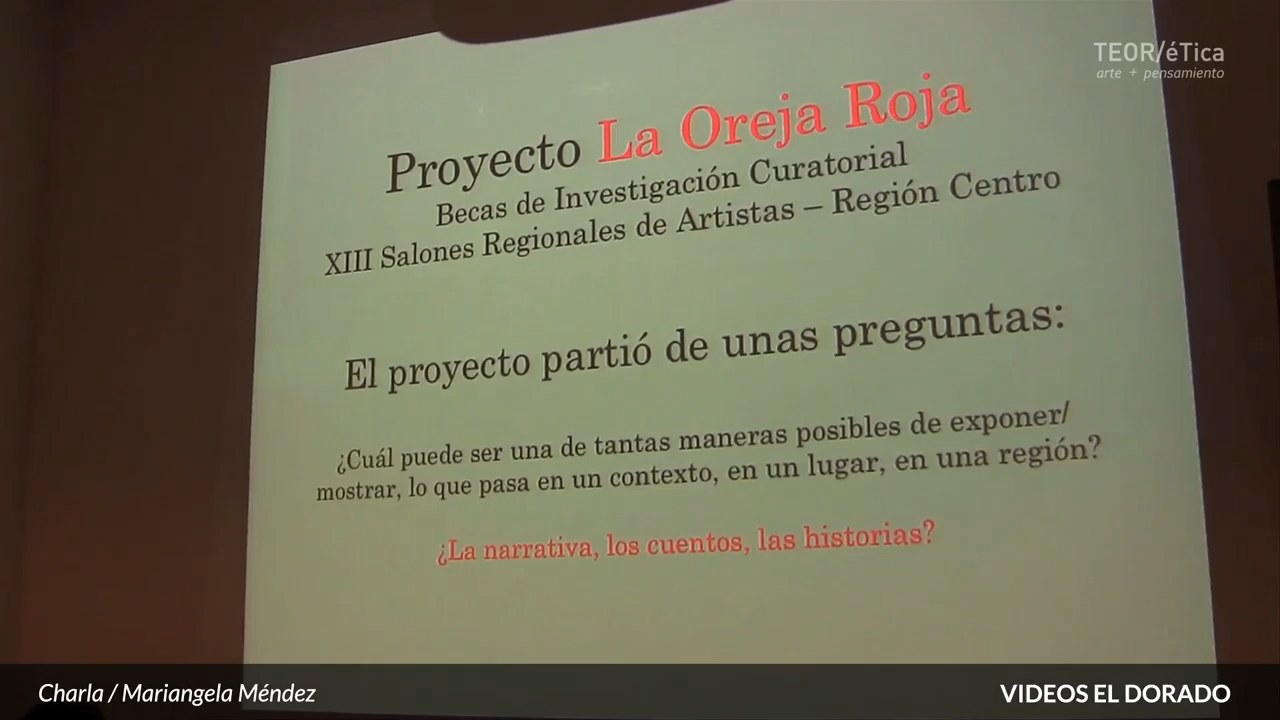 TEOR/éTica
arte + pensamiento
Proyecto La Oreja Roja
Becas de Investigación Curatorial
XIII Salones Regionales de Artistas – Región Centro
El proyecto partió de unas preguntas:
¿Cuál puede ser una de tantas maneras posibles de exponer/
mostrar, lo que pasa en un contexto, en un lugar, en una región?
¿La narrativa, los cuentos, las historias?
Charla / Mariangela Méndez
VIDEOS EL DORADO